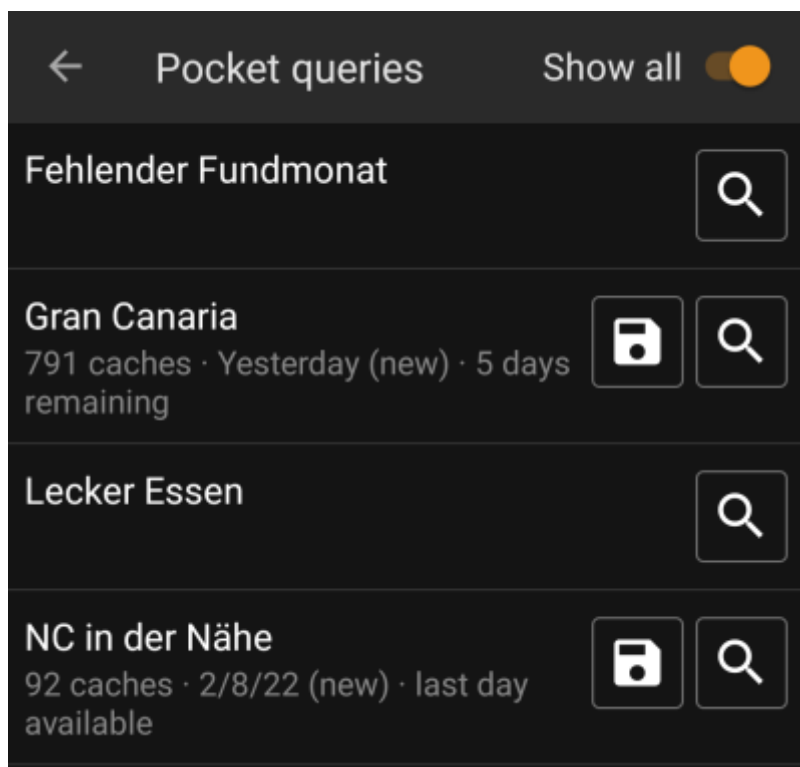 Pocket queries Show all
Fehlender Fundmonat
Gran Canaria
791 caches · Yesterday (new) · 5 days
remaining
Lecker Essen
NC in der Nähe
92 caches · 2/8/22 (new) · last day
available